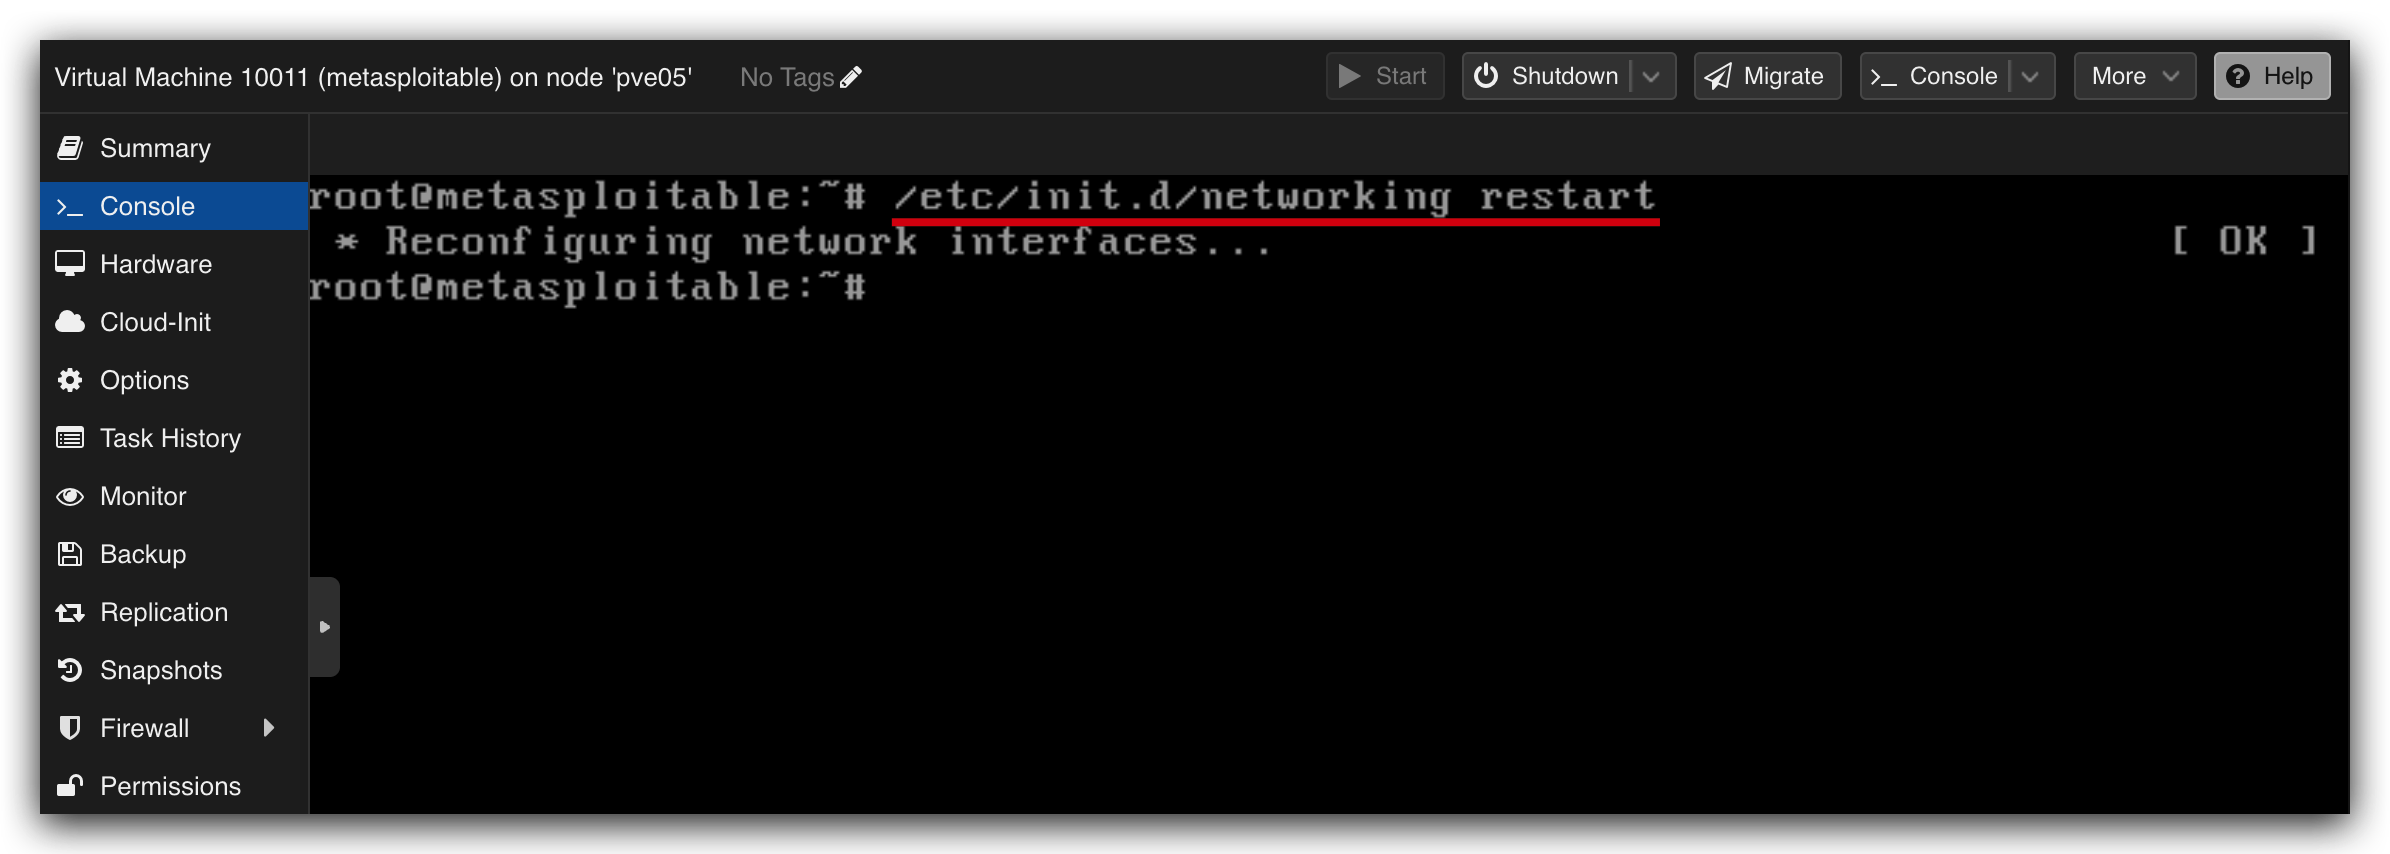 Virtual Machine 10011 (metasploitable) on node 'pve05' No Tags Start Shutdown Migrate >_ Console More Help
Summary
>_ Console
Hardware
Cloud-Init
Options
Task History
Monitor
Backup
Replication
Snapshots
Firewall
Permissions
root@metasploitable:~# /etc/init.d/networking restart
* Reconfiguring network interfaces... [ OK ]
root@metasploitable:~#